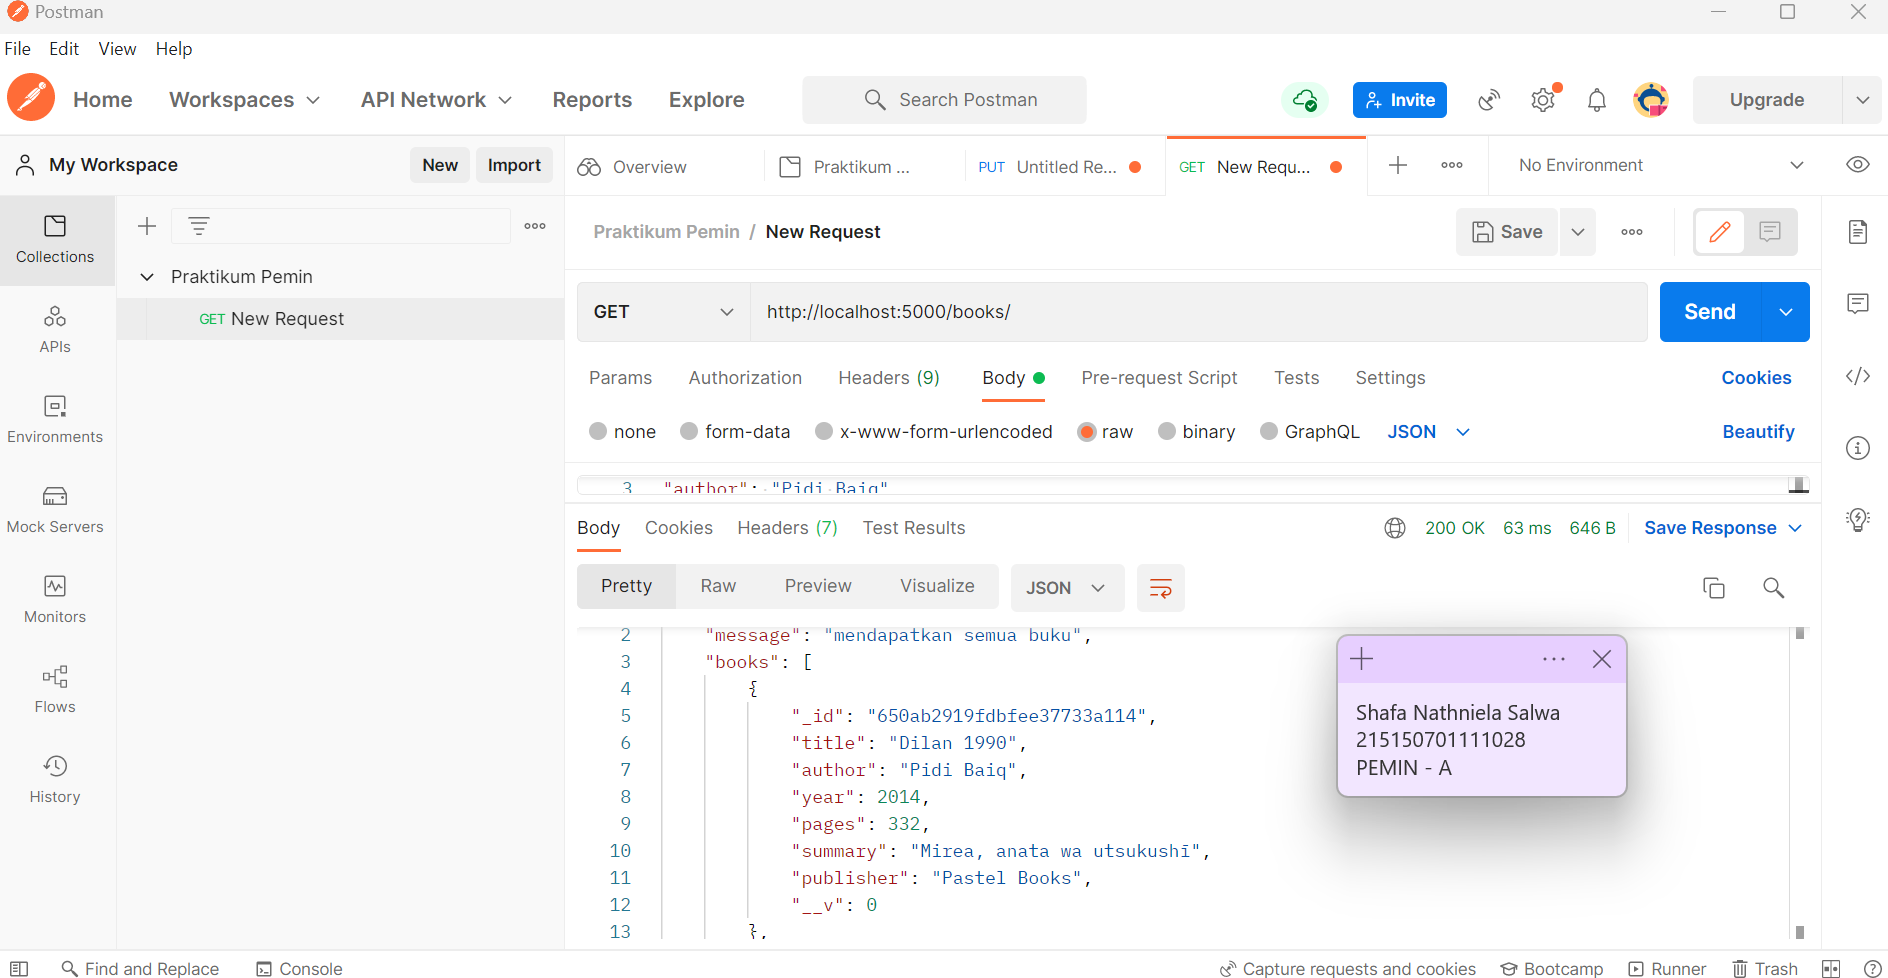 Postman
File Edit View Help
Home Workspaces API Network Reports Explore Search Postman Invite Upgrade
My Workspace New Import Overview Praktikum ... PUT Untitled Re... GET New Requ... No Environment
Collections
APIs
Environments
Mock Servers
Monitors
Flows
History
Praktikum Pemin
GET New Request
Praktikum Pemin / New Request Save
GET http://localhost:5000/books/ Send
Params Authorization Headers (9) Body Pre-request Script Tests Settings Cookies
none form-data x-www-form-urlencoded raw binary GraphQL JSON Beautify
3 "author": "Pidi Baiq"
Body Cookies Headers (7) Test Results 200 OK 63 ms 646 B Save Response
Pretty Raw Preview Visualize JSON
2 "message": "mendapatkan semua buku",
3 "books": [
4 {
5 "_id": "650ab2919fdbfee37733a114",
6 "title": "Dilan 1990",
7 "author": "Pidi Baiq",
8 "year": 2014,
9 "pages": 332,
10 "summary": "Mirea, anata wa utsukushī",
11 "publisher": "Pastel Books",
12 "__v": 0
13 },
Shafa Nathniela Salwa
215150701111028
PEMIN - A
Find and Replace Console Capture requests and cookies Bootcamp Runner Trash